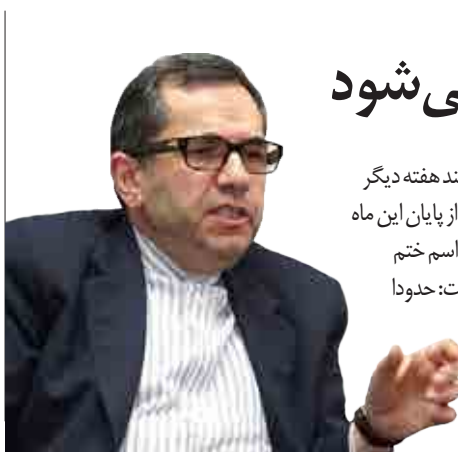 ی‌شود
ند هفته دیگر
از پایان این ماه
اسم ختم
ت: حدودا